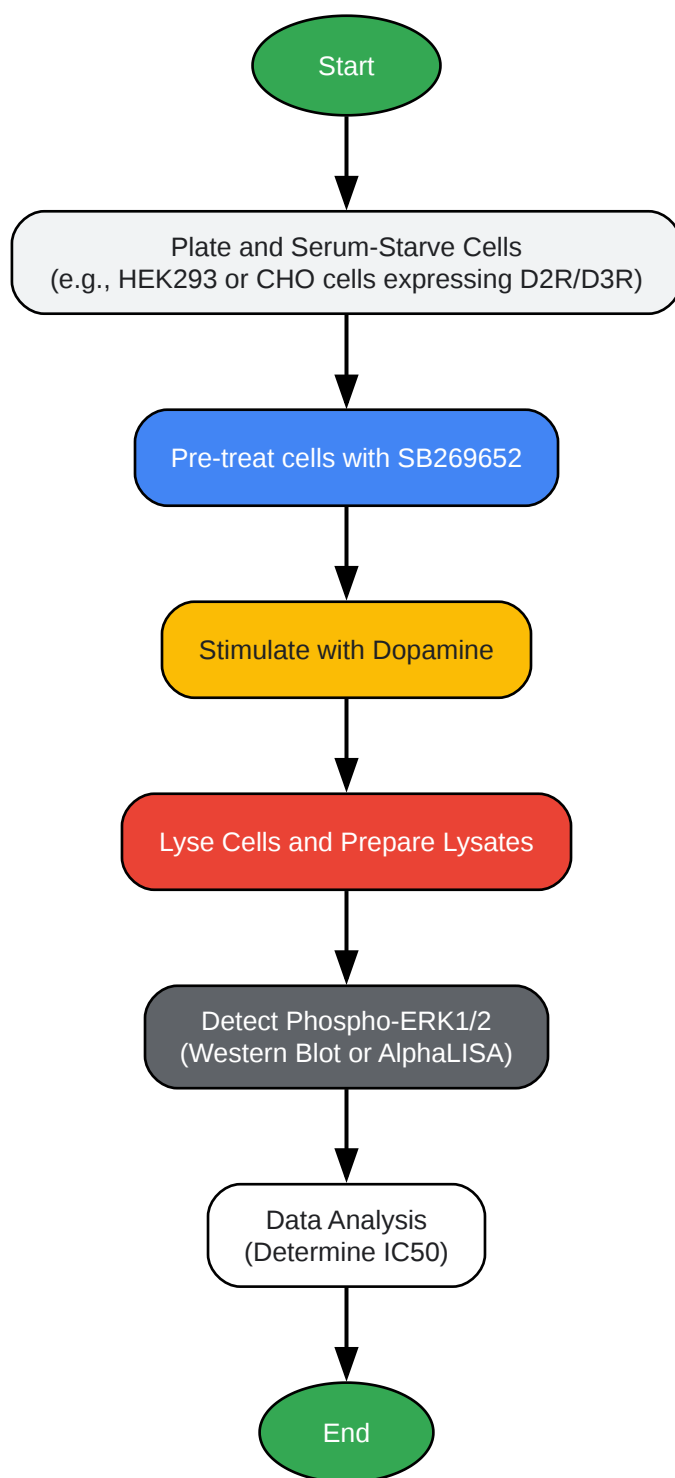 Start
Plate and Serum-Starve Cells
(e.g., HEK293 or CHO cells expressing D2R/D3R)
Pre-treat cells with SB269652
Stimulate with Dopamine
Lyse Cells and Prepare Lysates
Detect Phospho-ERK1/2
(Western Blot or AlphaLISA)
Data Analysis
(Determine IC50)
End